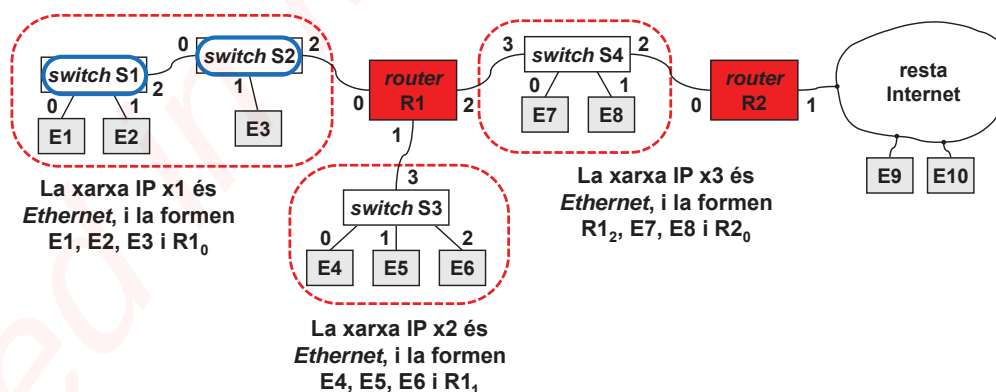 switch S1
0
1
2
E1
E2
0
switch S2
2
1
E3
La xarxa IP x1 és
Ethernet, i la formen
E1, E2, E3 i R1₀
router
R1
0
1
2
3
switch S3
0
1
2
E4
E5
E6
La xarxa IP x2 és
Ethernet, i la formen
E4, E5, E6 i R1₁
3
switch S4
2
0
1
E7
E8
La xarxa IP x3 és
Ethernet, i la formen
R1₂, E7, E8 i R2₀
router
R2
0
1
resta
Internet
E9
E10